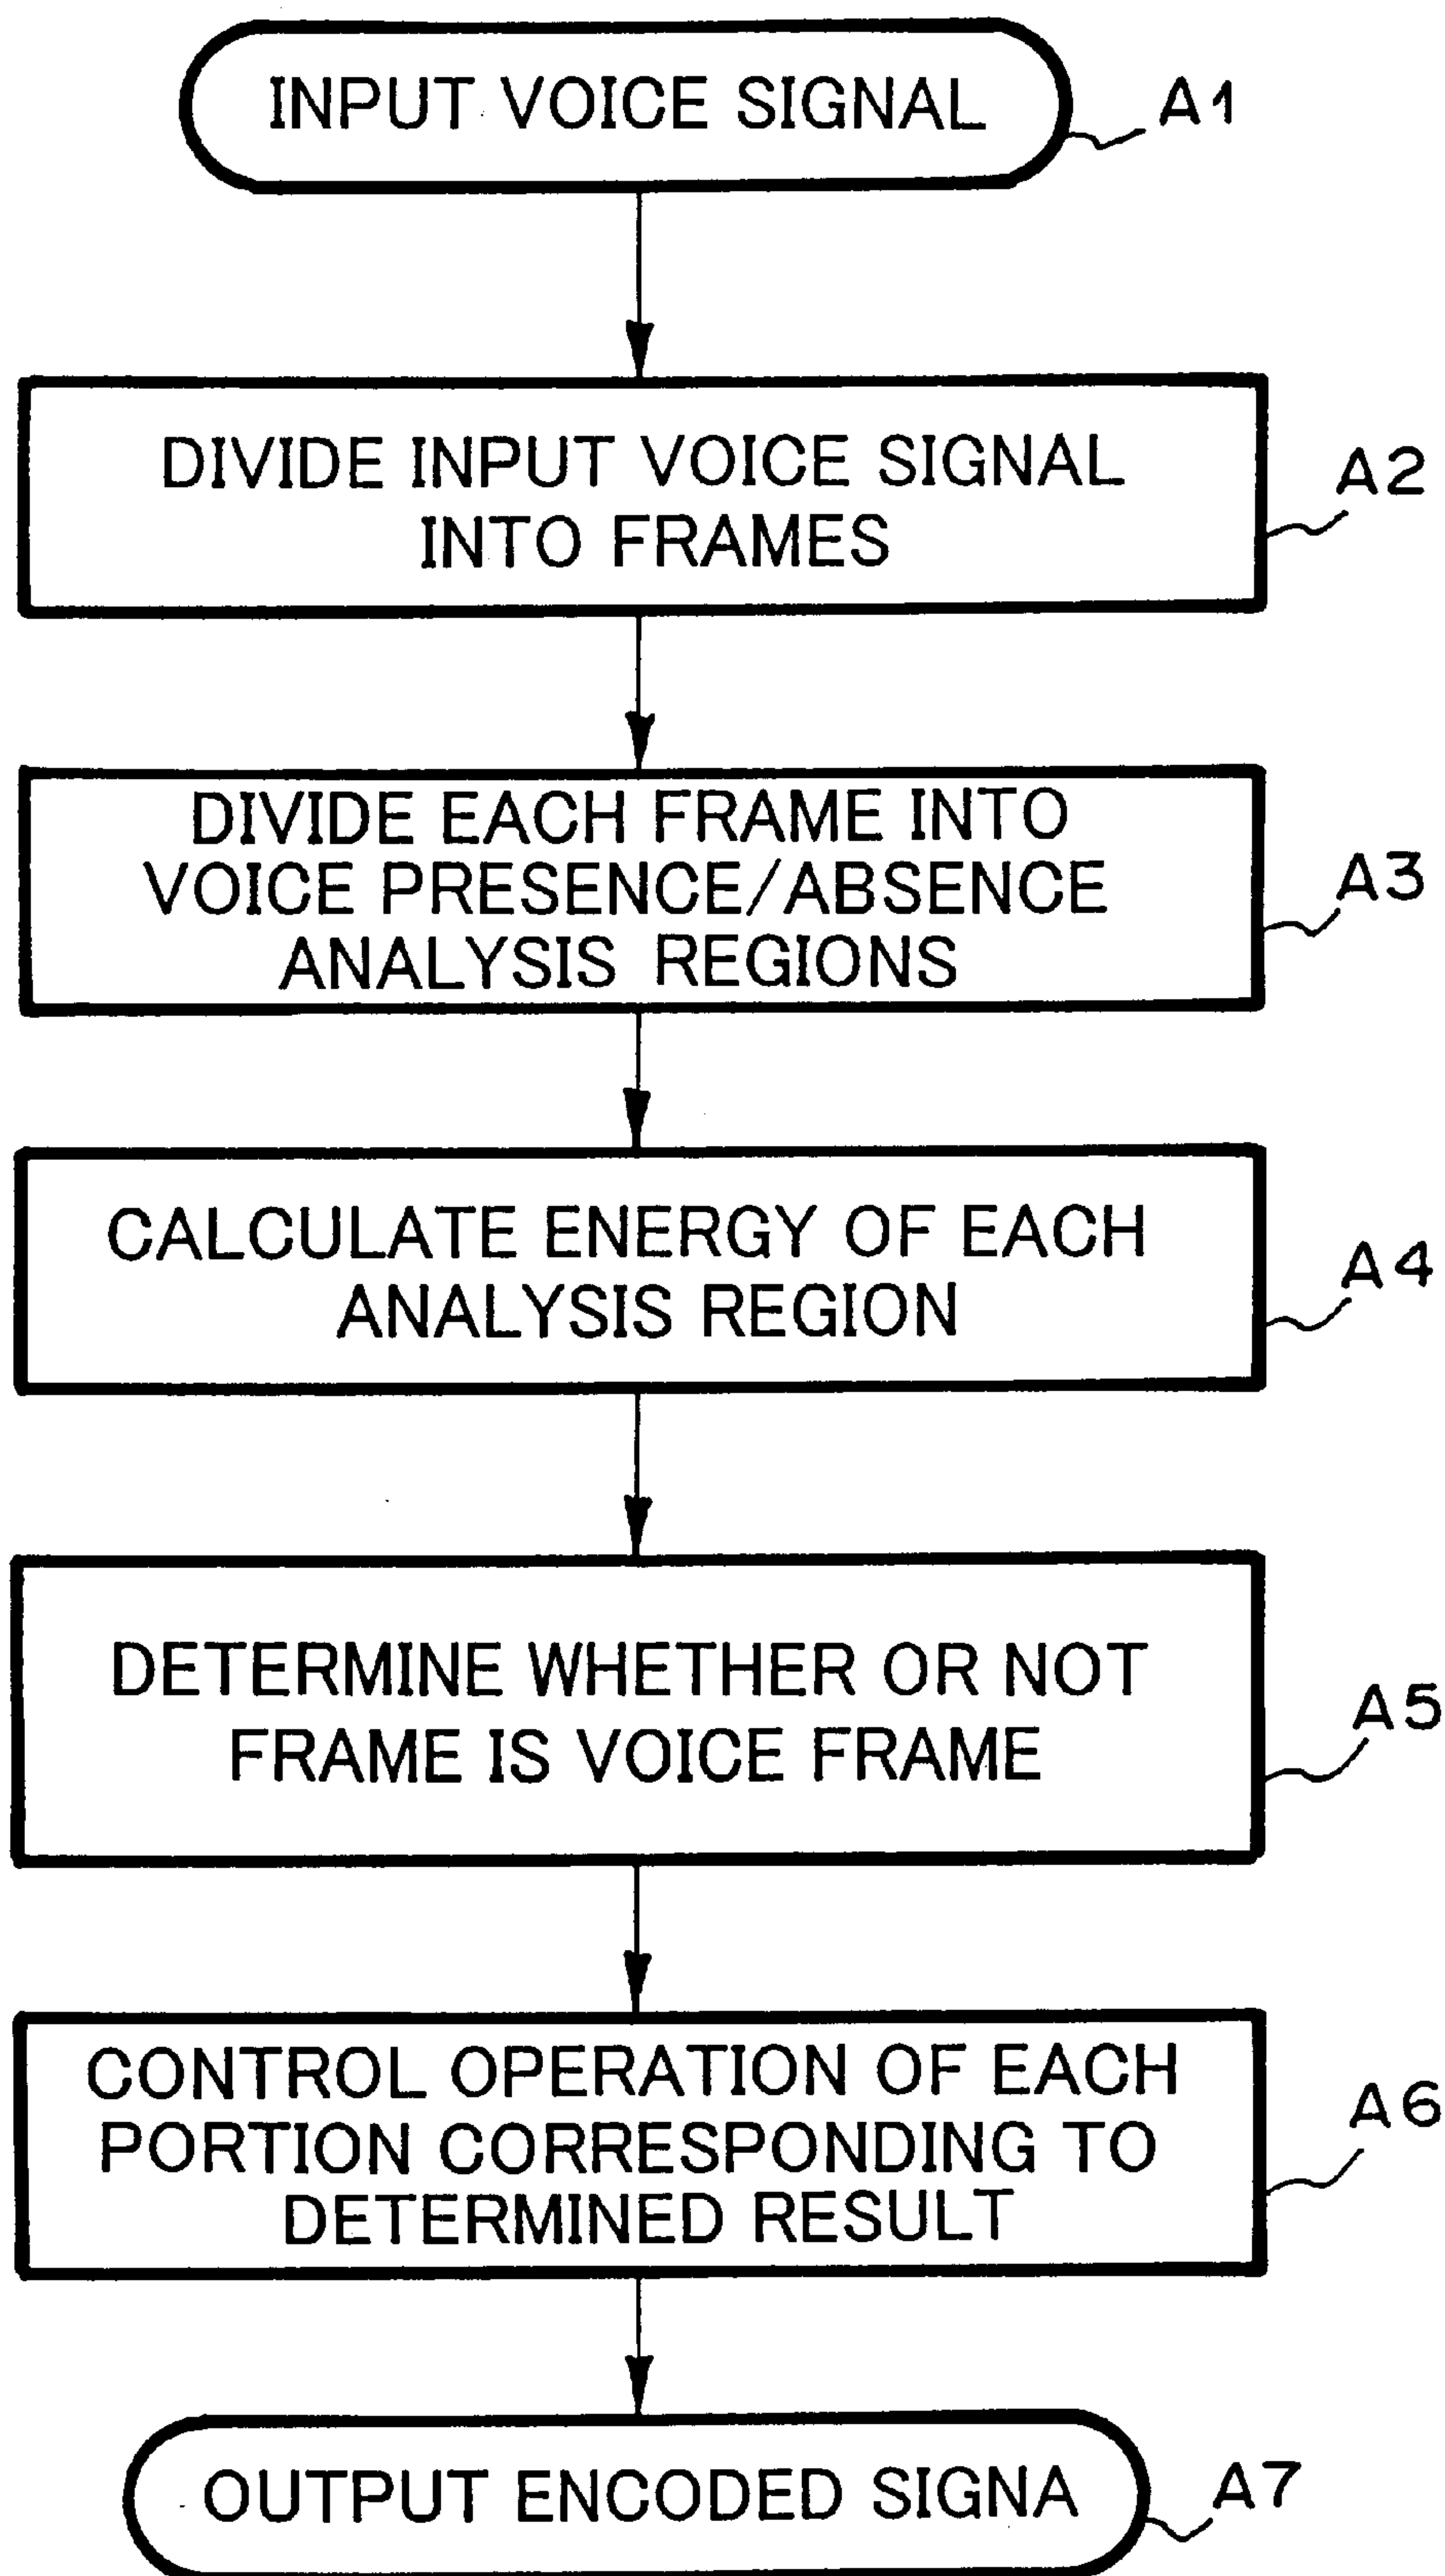 INPUT VOICE SIGNAL
A1
DIVIDE INPUT VOICE SIGNAL
INTO FRAMES
A2
DIVIDE EACH FRAME INTO
VOICE PRESENCE/ABSENCE
ANALYSIS REGIONS
A3
CALCULATE ENERGY OF EACH
ANALYSIS REGION
A4
DETERMINE WHETHER OR NOT
FRAME IS VOICE FRAME
A5
CONTROL OPERATION OF EACH
PORTION CORRESPONDING TO
DETERMINED RESULT
A6
OUTPUT ENCODED SIGNA
A7